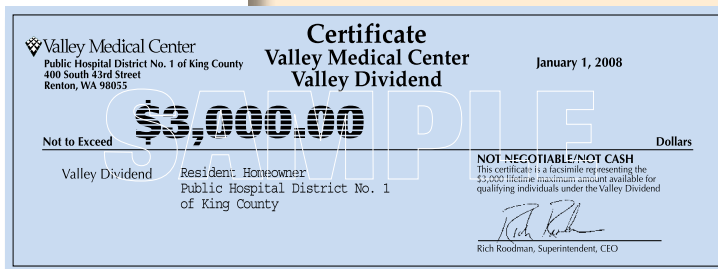 Certificate
Valley Medical Center
Valley Medical Center
Valley Dividend
January 1, 2008
Public Hospital District No. 1 of King County
400 South 43rd Street
Renton, WA 98055
SAMPLE
$3,000.00
Not to Exceed
Dollars
Valley Dividend
Resident Homeowner
Public Hospital District No. 1
of King County
NOT NEGOTIABLE/NOT CASH
This certificate is a facsimile representing the
$3,000 lifetime maximum amount available for
qualifying individuals under the Valley Dividend
Rich Roodman
Rich Roodman, Superintendent, CEO